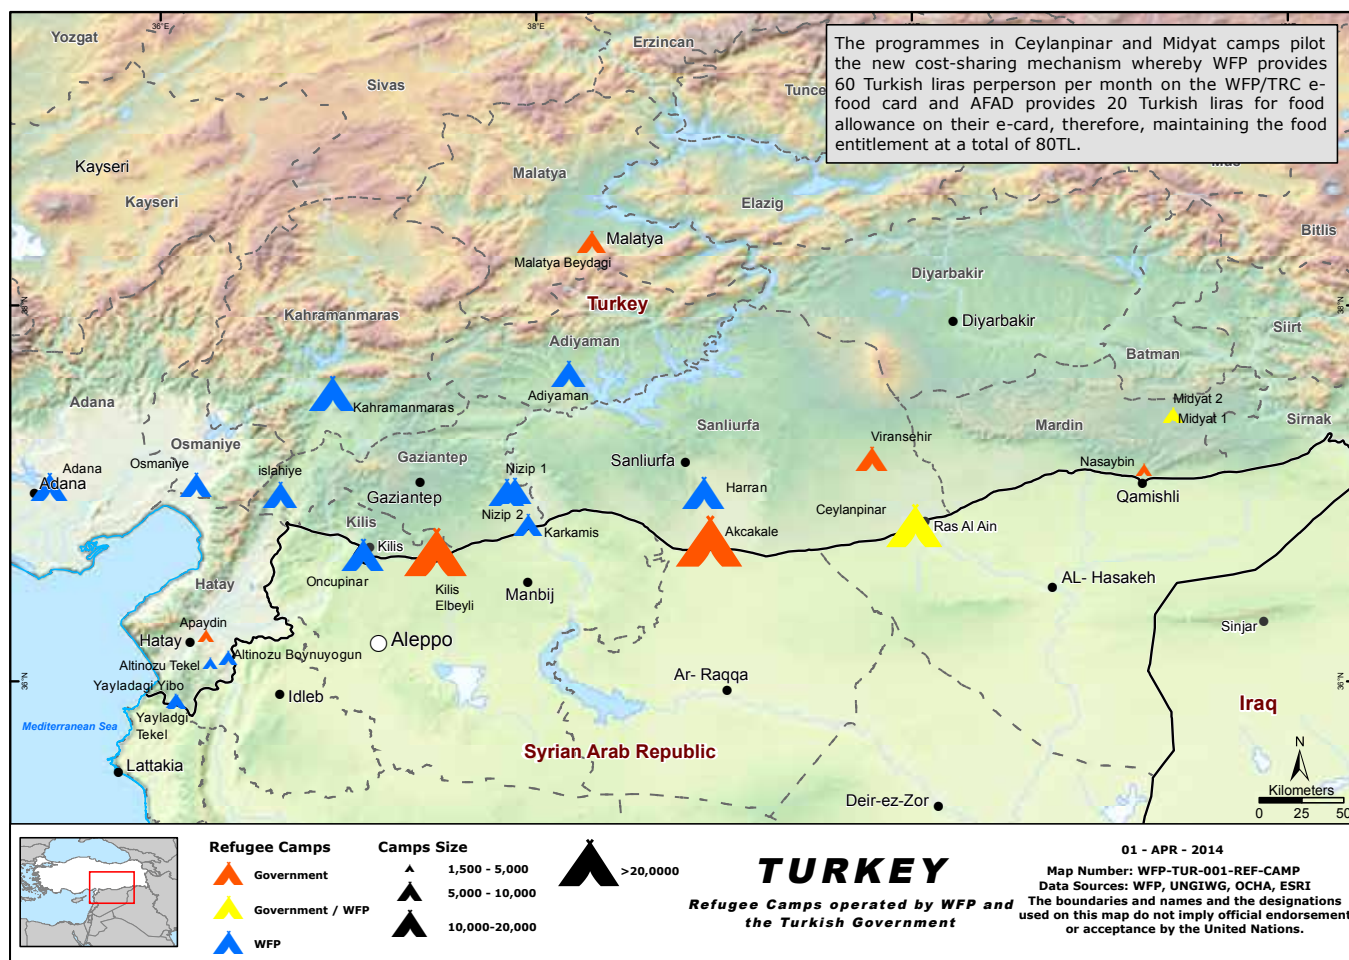 36°E
38°E
Yozgat
Erzincan
Sivas
Tunce
The programmes in Ceylanpinar and Midyat camps pilot
the new cost-sharing mechanism whereby WFP provides
60 Turkish liras perperson per month on the WFP/TRC e-
food card and AFAD provides 20 Turkish liras for food
allowance on their e-card, therefore, maintaining the food
entitlement at a total of 80TL.
Kayseri
Kayseri
Malatya
Elazig
Bitlis
Malatya
Malatya Beydagi
Diyarbakir
Turkey
38°N
38°N
Kahramanmaras
Diyarbakir
Siirt
Adiyaman
Batman
Adiyaman
Adana
Kahramanmaras
Midyat 2
Midyat 1
Sirnak
Sanliurfa
Mardin
Osmaniye
Viransehir
Gaziantep
Osmaniye
islahiye
Nizip 1
Sanliurfa
Nasaybin
Adana
Adana
Gaziantep
Harran
Qamishli
Nizip 2
Ceylanpinar
Kilis
Karkamis
Akcakale
Ras Al Ain
Kilis
Oncupinar
Hatay
Kilis
Elbeyli
Manbij
AL- Hasakeh
Apaydin
Hatay
Aleppo
Sinjar
Altinozu Boynuyogun
Altinozu Tekel
Ar- Raqqa
36°N
36°N
Yayladagi Yibo
Idleb
Iraq
Yayladgi
Tekel
Mediterranean Sea
Syrian Arab Republic
N
Lattakia
Kilometers
Deir-ez-Zor
0 25 50
Refugee Camps
Government
Government / WFP
WFP
Camps Size
1,500 - 5,000
5,000 - 10,000
10,000-20,000
>20,0000
TURKEY
Refugee Camps operated by WFP and
the Turkish Government
01 - APR - 2014
Map Number: WFP-TUR-001-REF-CAMP
Data Sources: WFP, UNGIWG, OCHA, ESRI
The boundaries and names and the designations
used on this map do not imply official endorsement
or acceptance by the United Nations.